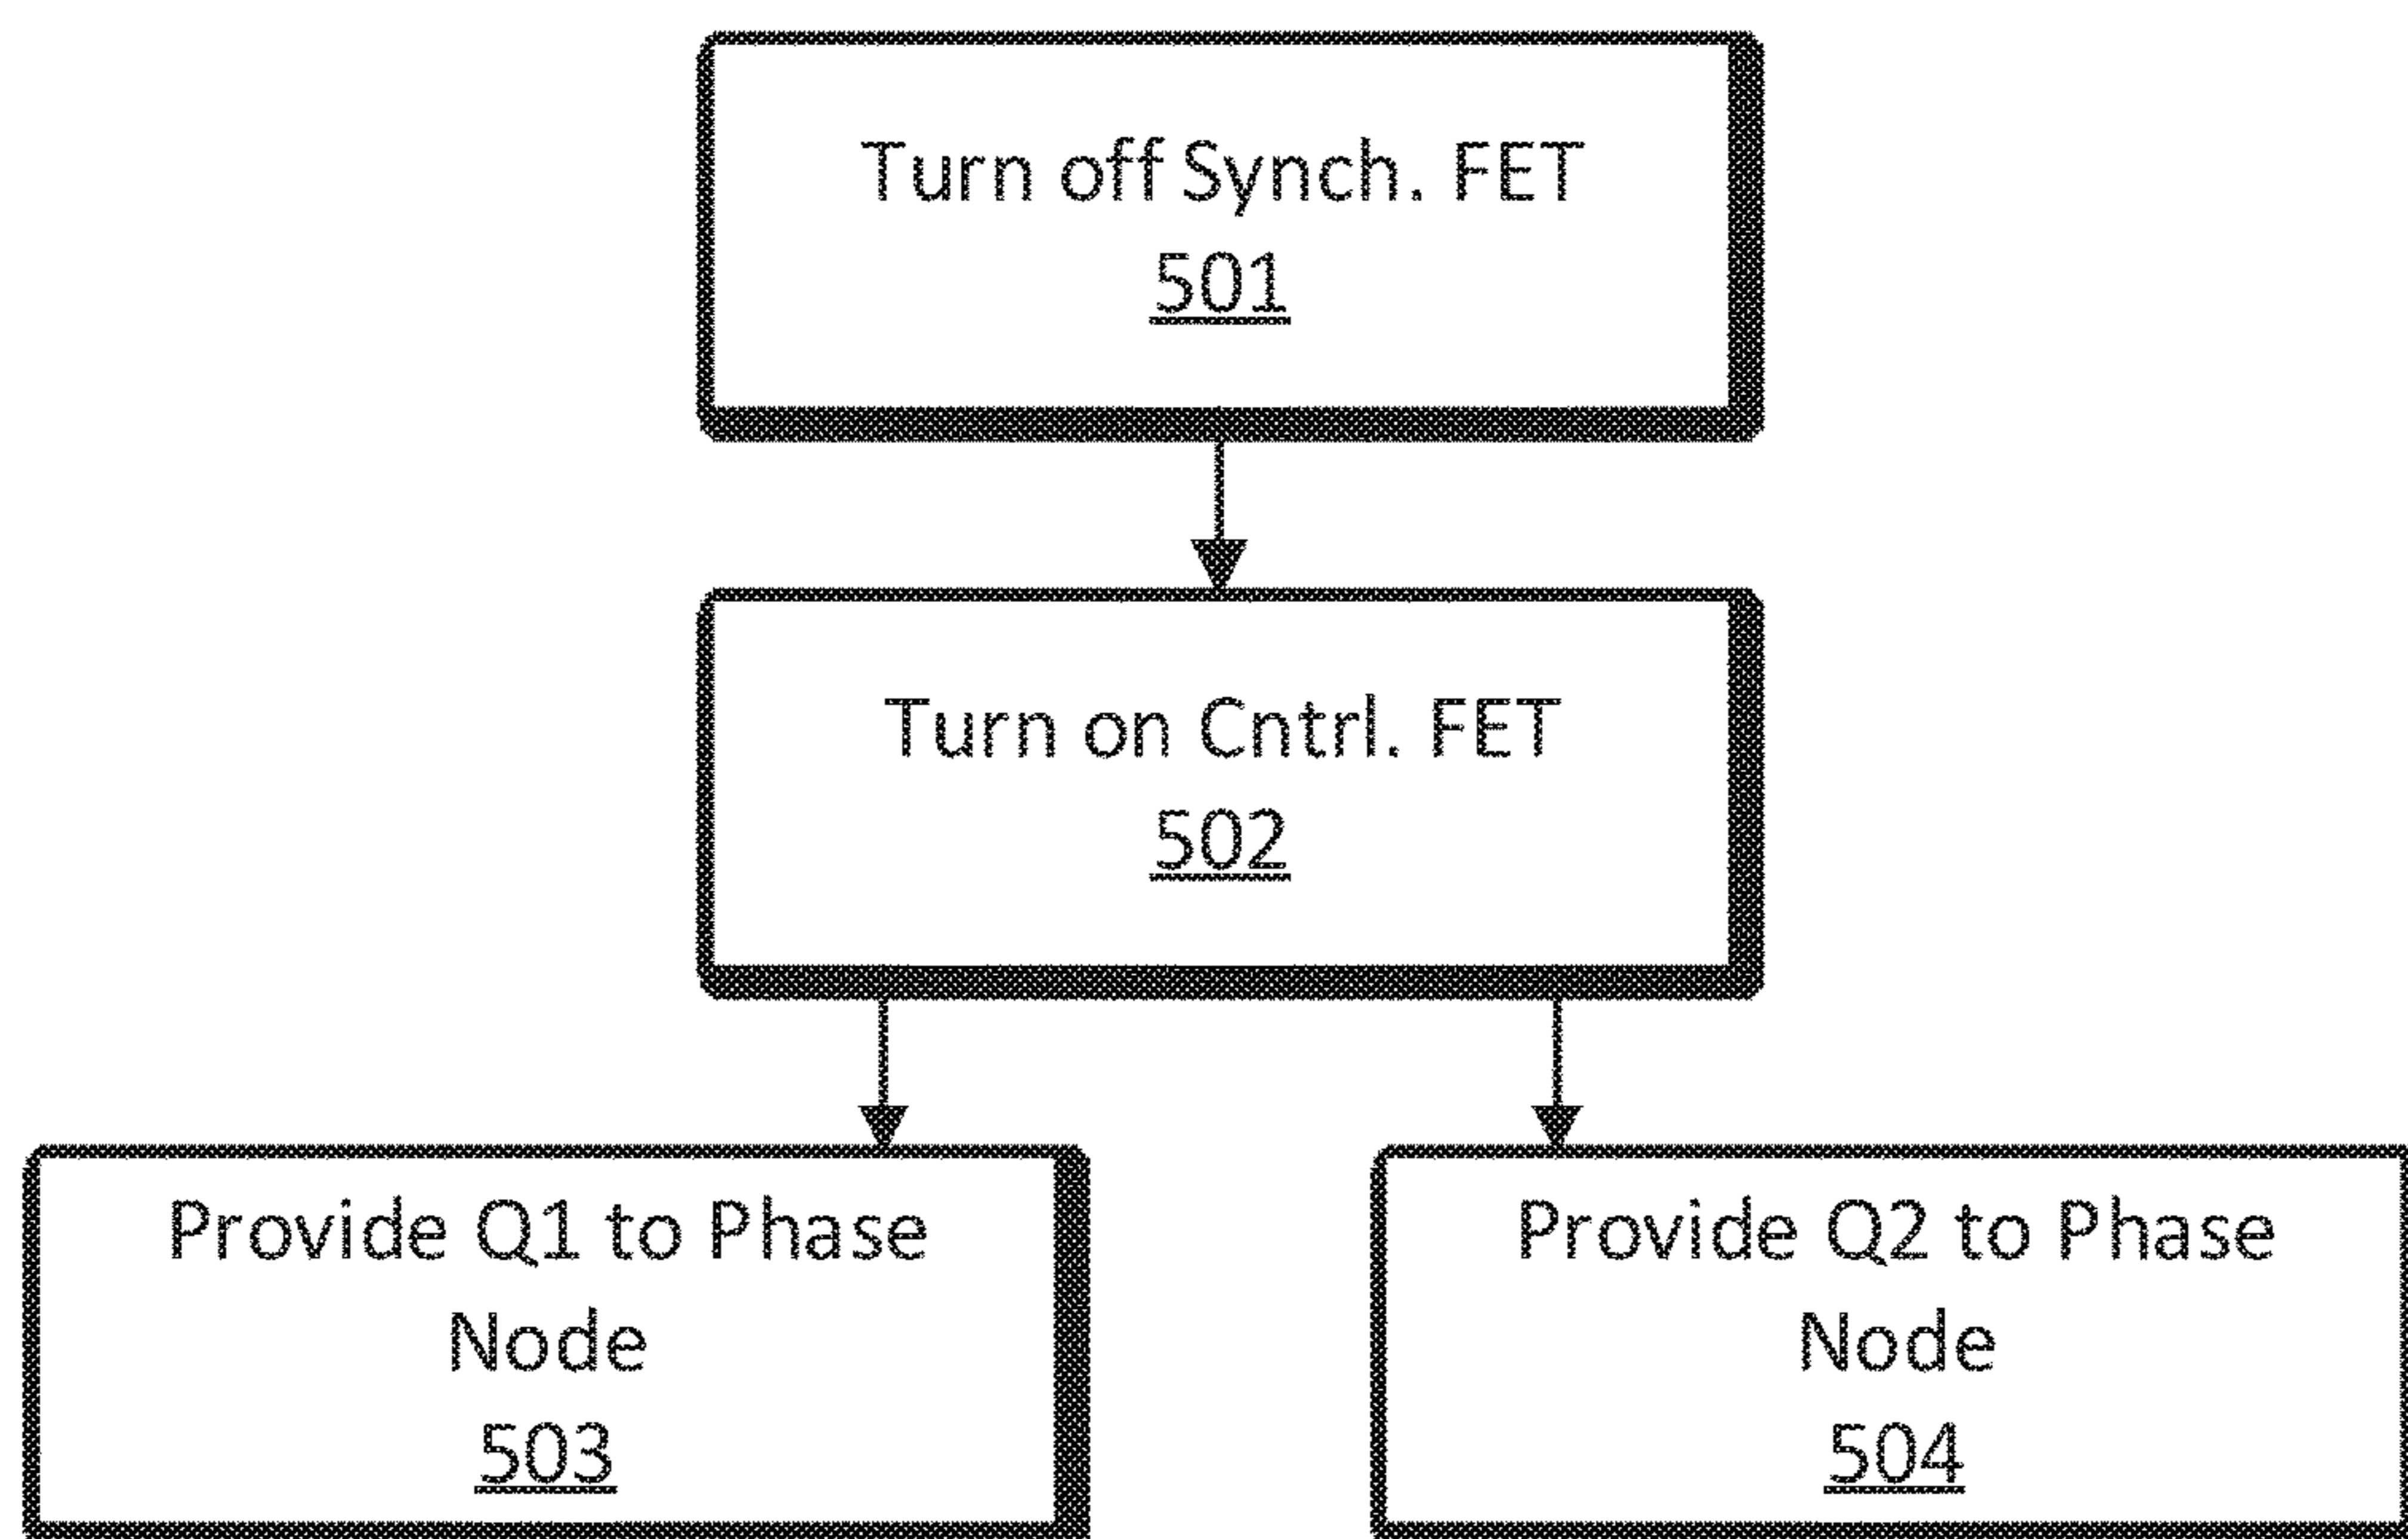 Turn off Synch. FET
501
Turn on Cntrl. FET
502
Provide Q1 to Phase
Node
503
Provide Q2 to Phase
Node
504